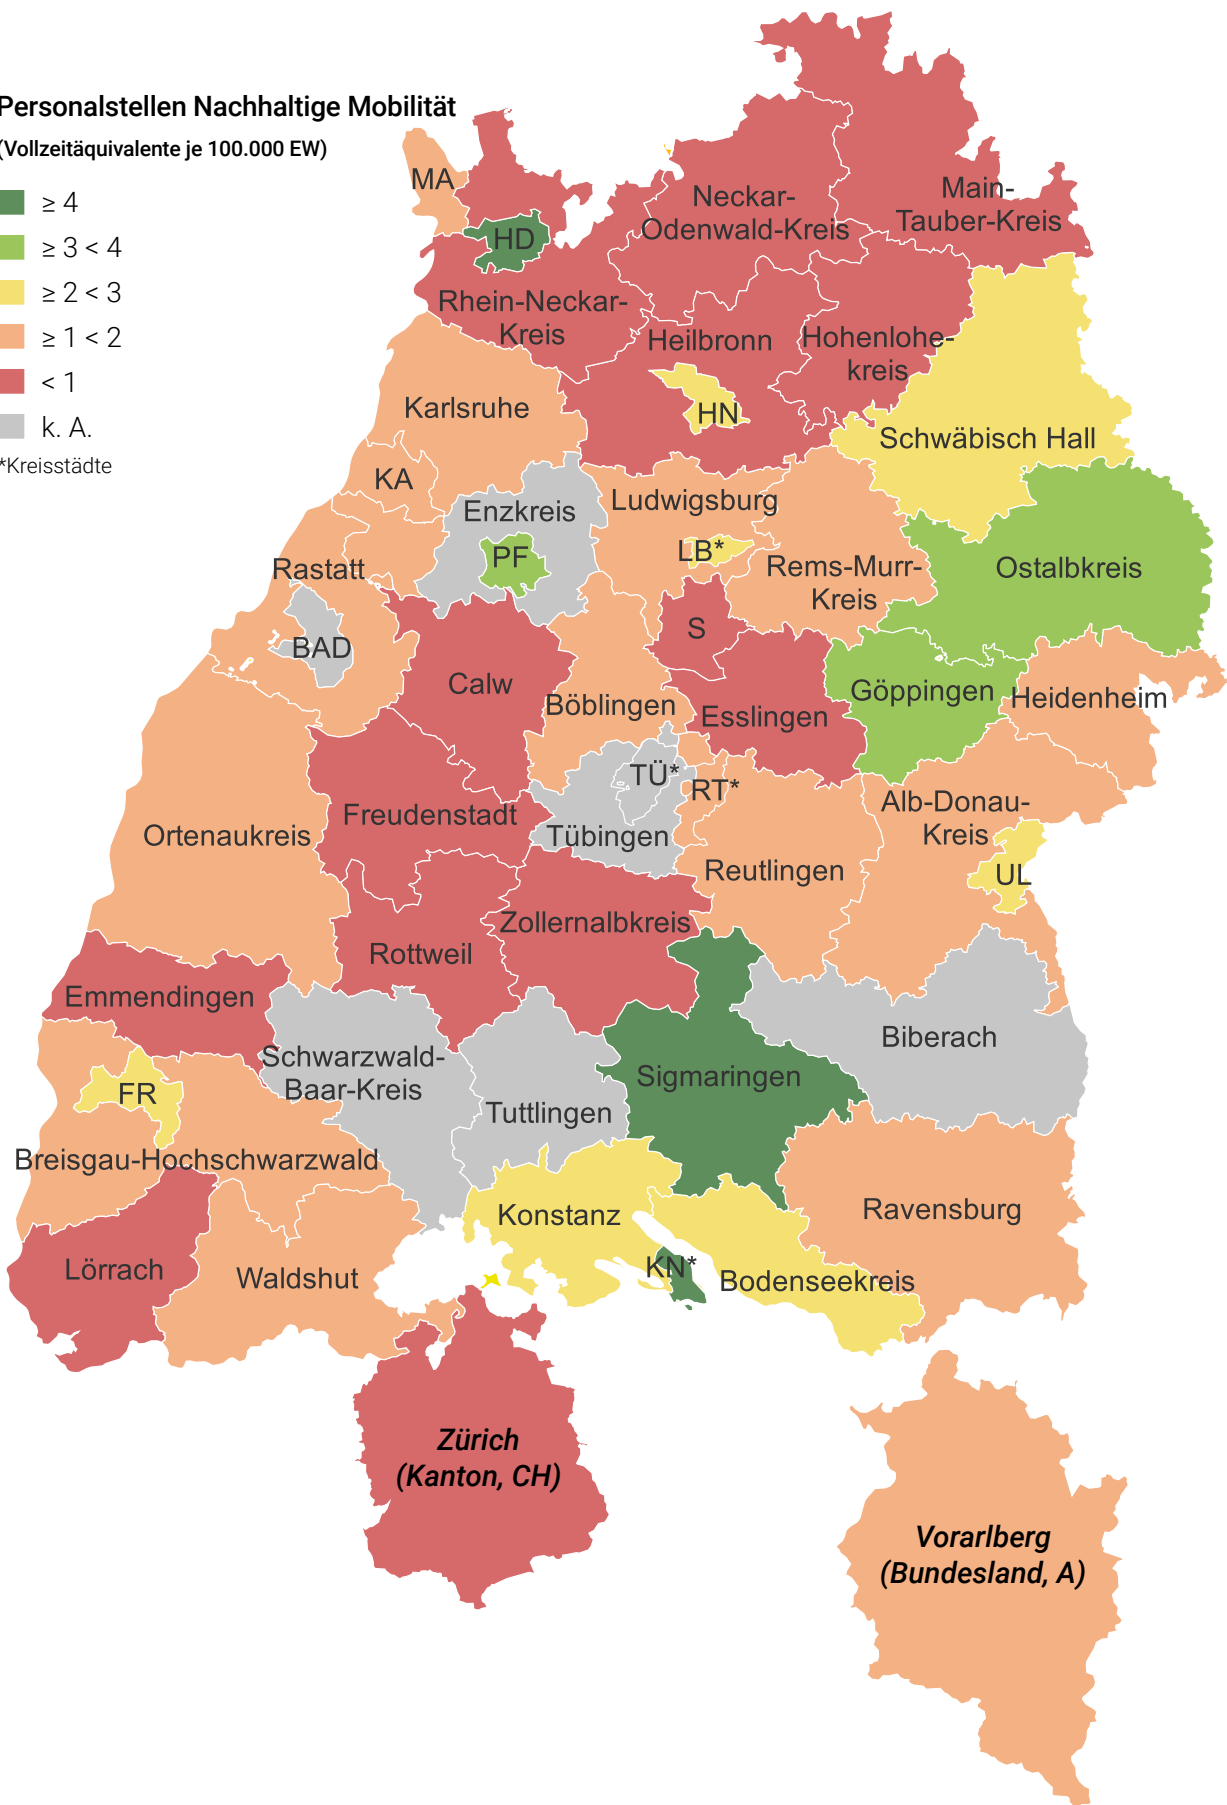 Personalstellen Nachhaltige Mobilität
(Vollzeitäquivalente je 100.000 EW)
≥ 4
≥ 3 < 4
≥ 2 < 3
≥ 1 < 2
< 1
k. A.
*Kreisstädte
MA
HD
Neckar-
Odenwald-Kreis
Main-
Tauber-Kreis
Rhein-Neckar-
Kreis
Heilbronn
Hohenlohe-
kreis
HN
Karlsruhe
Schwäbisch Hall
KA
Enzkreis
Ludwigsburg
PF
LB*
Rems-Murr-
Kreis
Ostalbkreis
Rastatt
BAD
S
Calw
Böblingen
Esslingen
Göppingen
Heidenheim
TÜ*
RT*
Freudenstadt
Tübingen
Alb-Donau-
Kreis
Ortenaukreis
Reutlingen
UL
Zollernalbkreis
Rottweil
Emmendingen
Schwarzwald-
Baar-Kreis
Biberach
Sigmaringen
FR
Tuttlingen
Breisgau-Hochschwarzwald
Konstanz
Ravensburg
Lörrach
Waldshut
KN*
Bodenseekreis
Zürich
(Kanton, CH)
Vorarlberg
(Bundesland, A)